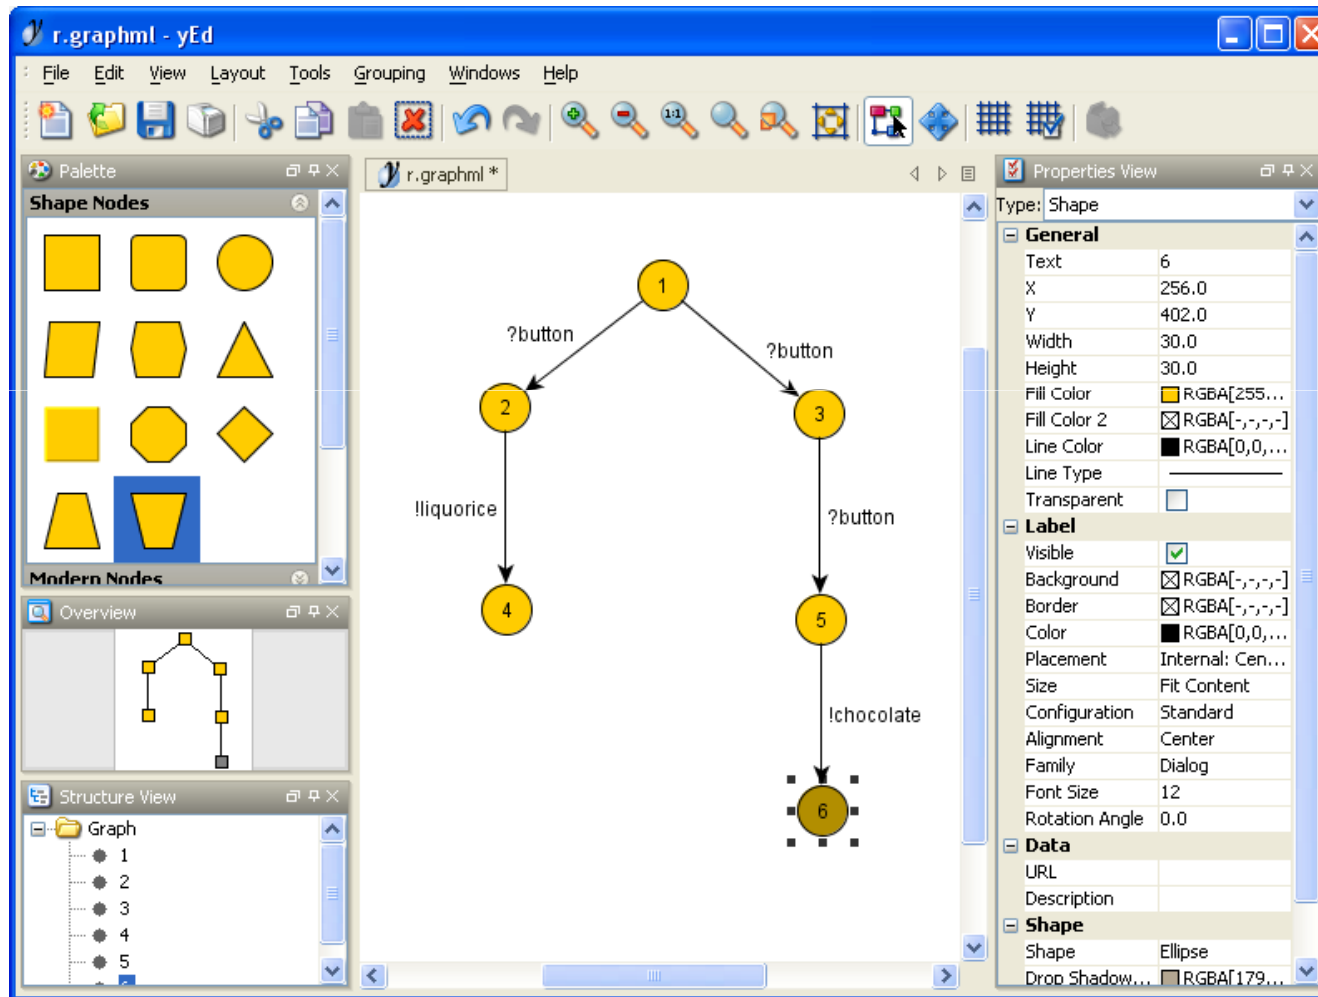 r.graphml - yEd
File Edit View Layout Tools Grouping Windows Help
1:1
Palette
Shape Nodes
Modern Nodes
Overview
Structure View
Graph
1
2
3
4
5
6
r.graphml *
1
?button
?button
2
3
!liquorice
?button
4
5
!chocolate
6
Properties View
Type: Shape
General
Text 6
X 256.0
Y 402.0
Width 30.0
Height 30.0
Fill Color RGBA[255...
Fill Color 2 RGBA[-,-,-,-]
Line Color RGBA[0,0,...
Line Type
Transparent
Label
Visible
Background RGBA[-,-,-,-]
Border RGBA[-,-,-,-]
Color RGBA[0,0,...
Placement Internal: Cen...
Size Fit Content
Configuration Standard
Alignment Center
Family Dialog
Font Size 12
Rotation Angle 0.0
Data
URL
Description
Shape
Shape Ellipse
Drop Shadow... RGBA[179...